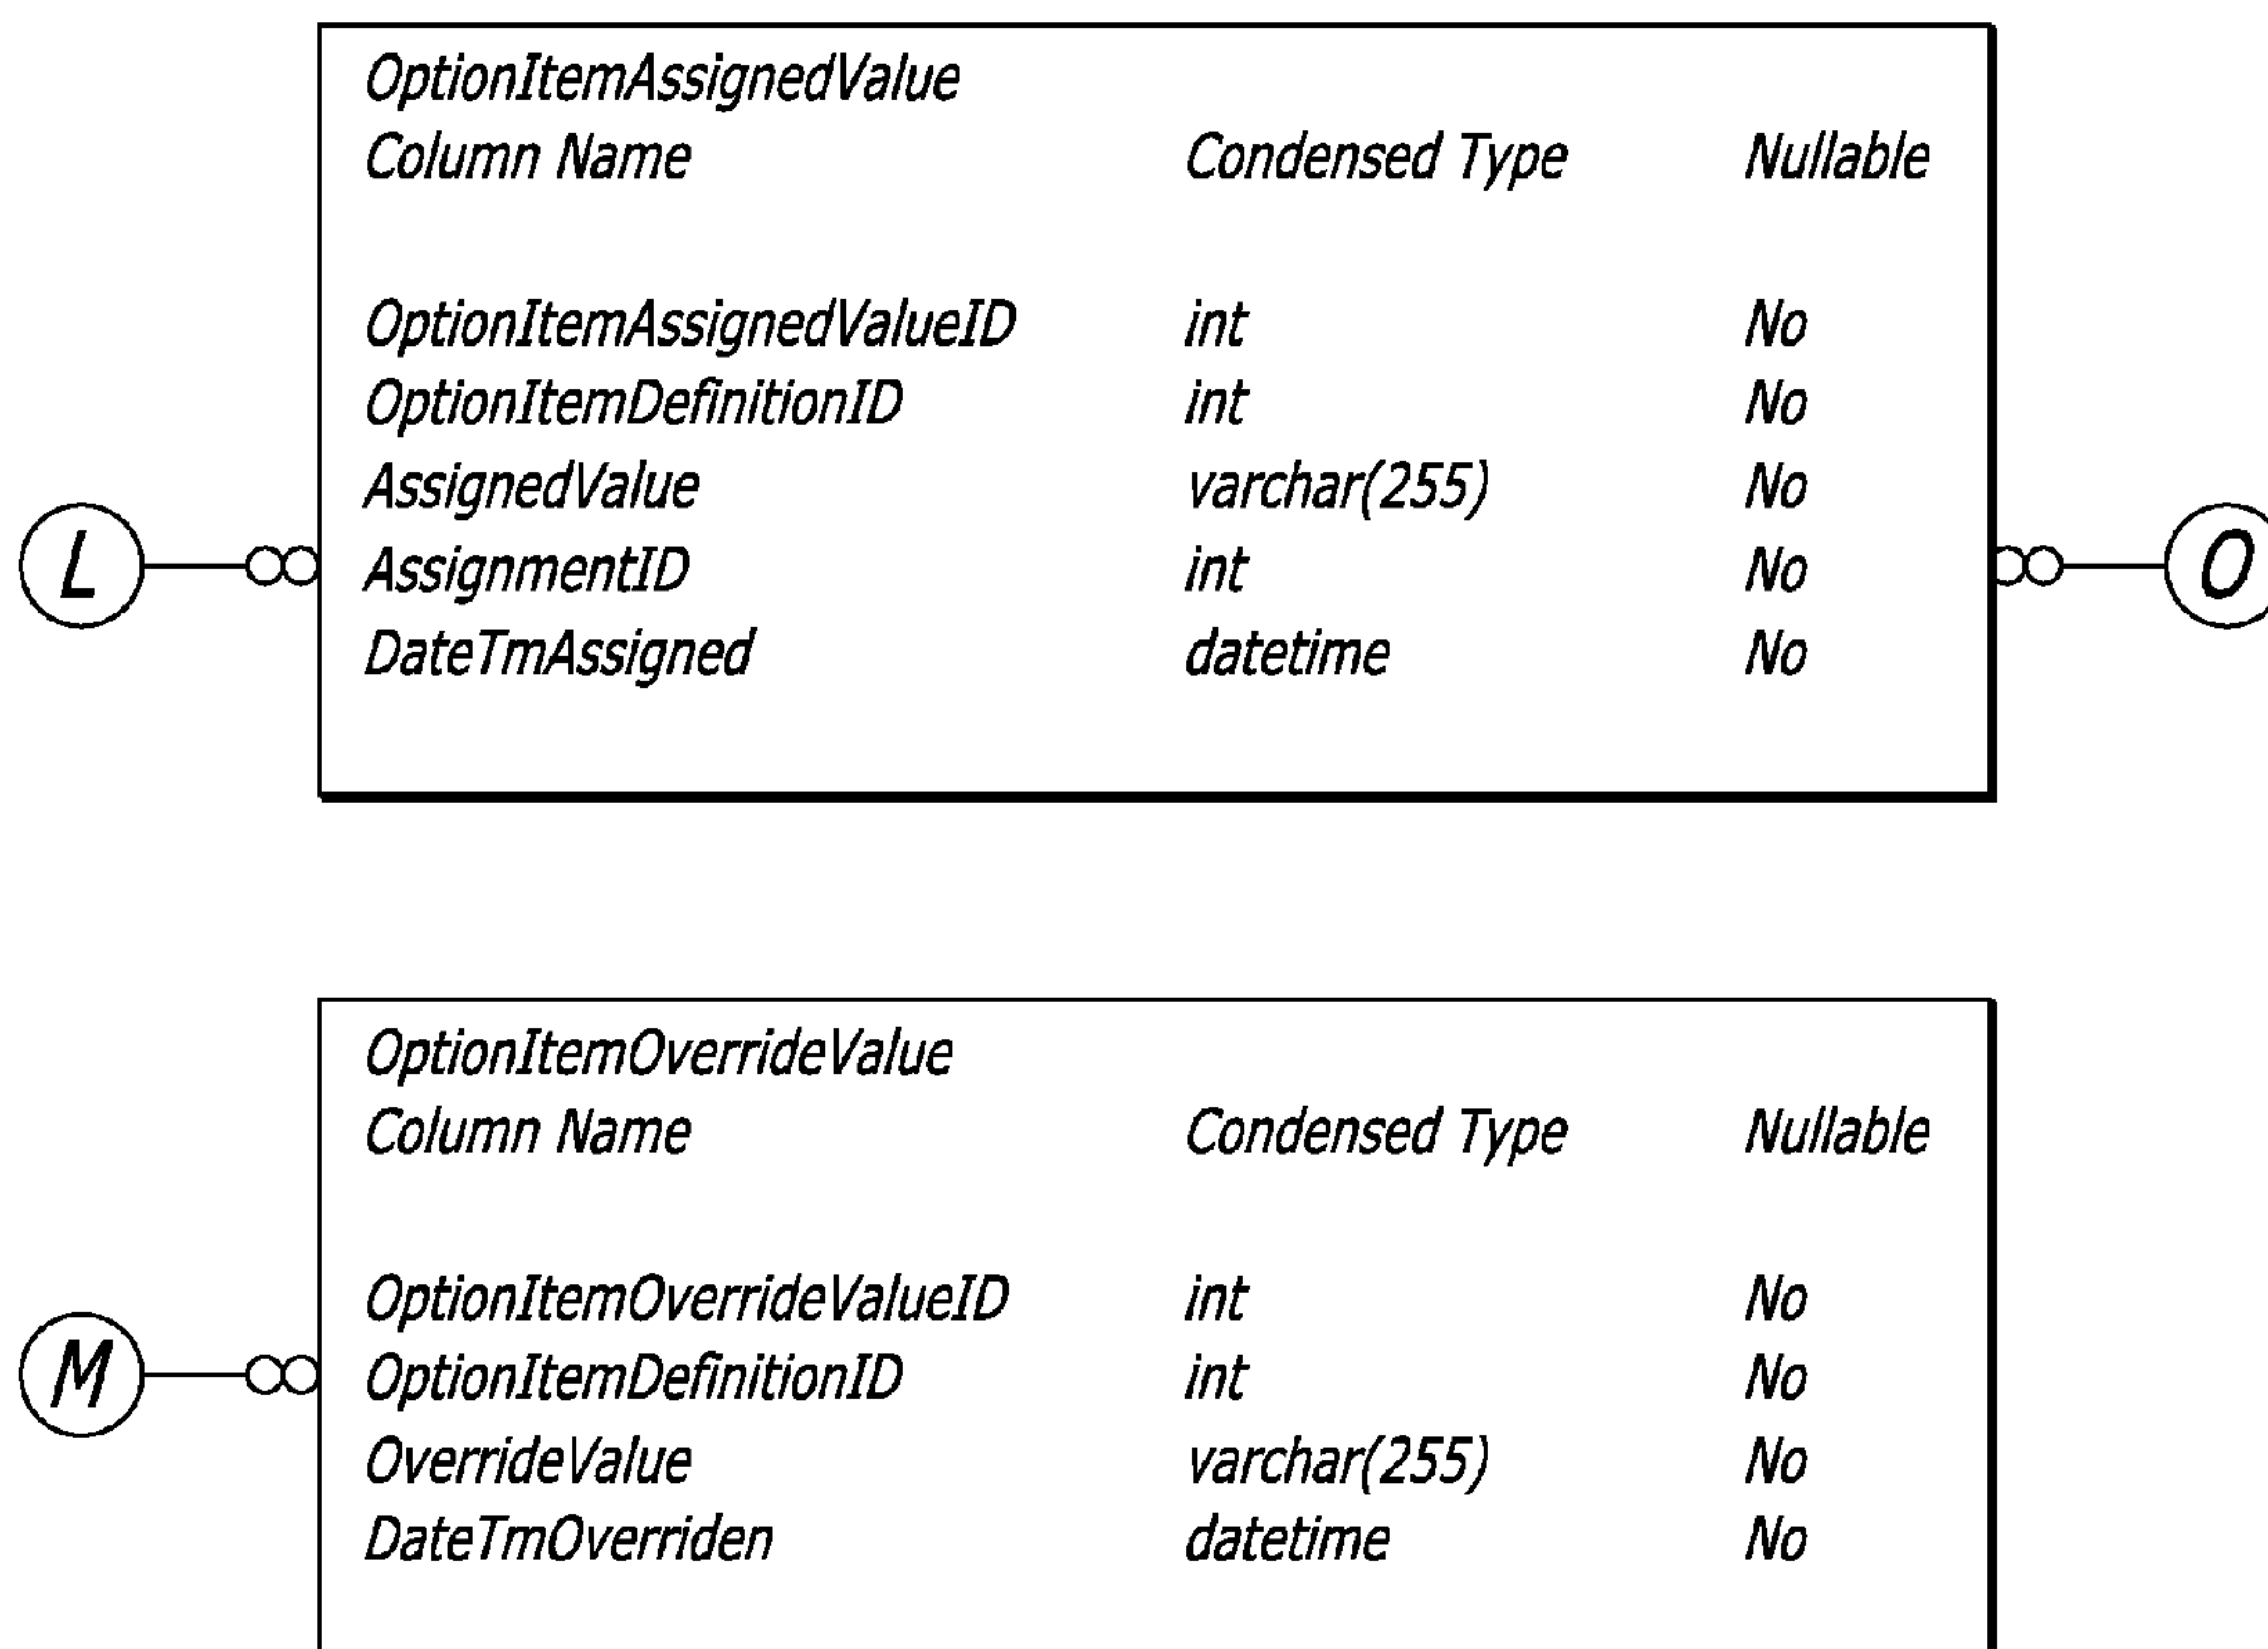 OptionItemAssignedValue
Column Name Condensed Type Nullable
OptionItemAssignedValueID int No
OptionItemDefinitionID int No
AssignedValue varchar(255) No
L AssignmentID int No O
DateTmAssigned datetime No
OptionItemOverrideValue
Column Name Condensed Type Nullable
OptionItemOverrideValueID int No
M OptionItemDefinitionID int No
OverrideValue varchar(255) No
DateTmOverriden datetime No